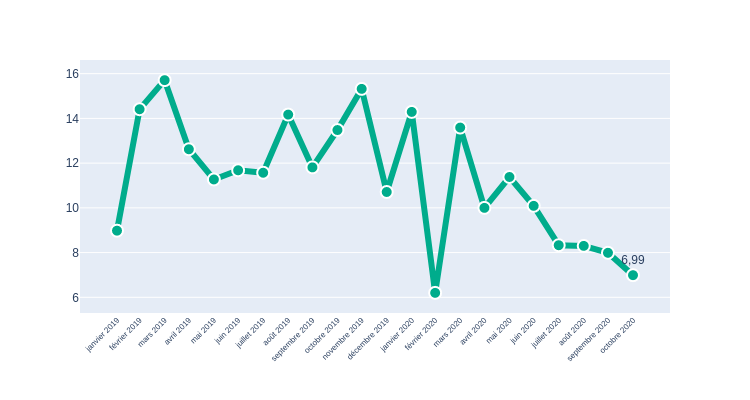 16
14
12
10
8
6
6,99
janvier 2019
février 2019
mars 2019
avril 2019
mai 2019
juin 2019
juillet 2019
août 2019
septembre 2019
octobre 2019
novembre 2019
décembre 2019
janvier 2020
février 2020
mars 2020
avril 2020
mai 2020
juin 2020
juillet 2020
août 2020
septembre 2020
octobre 2020